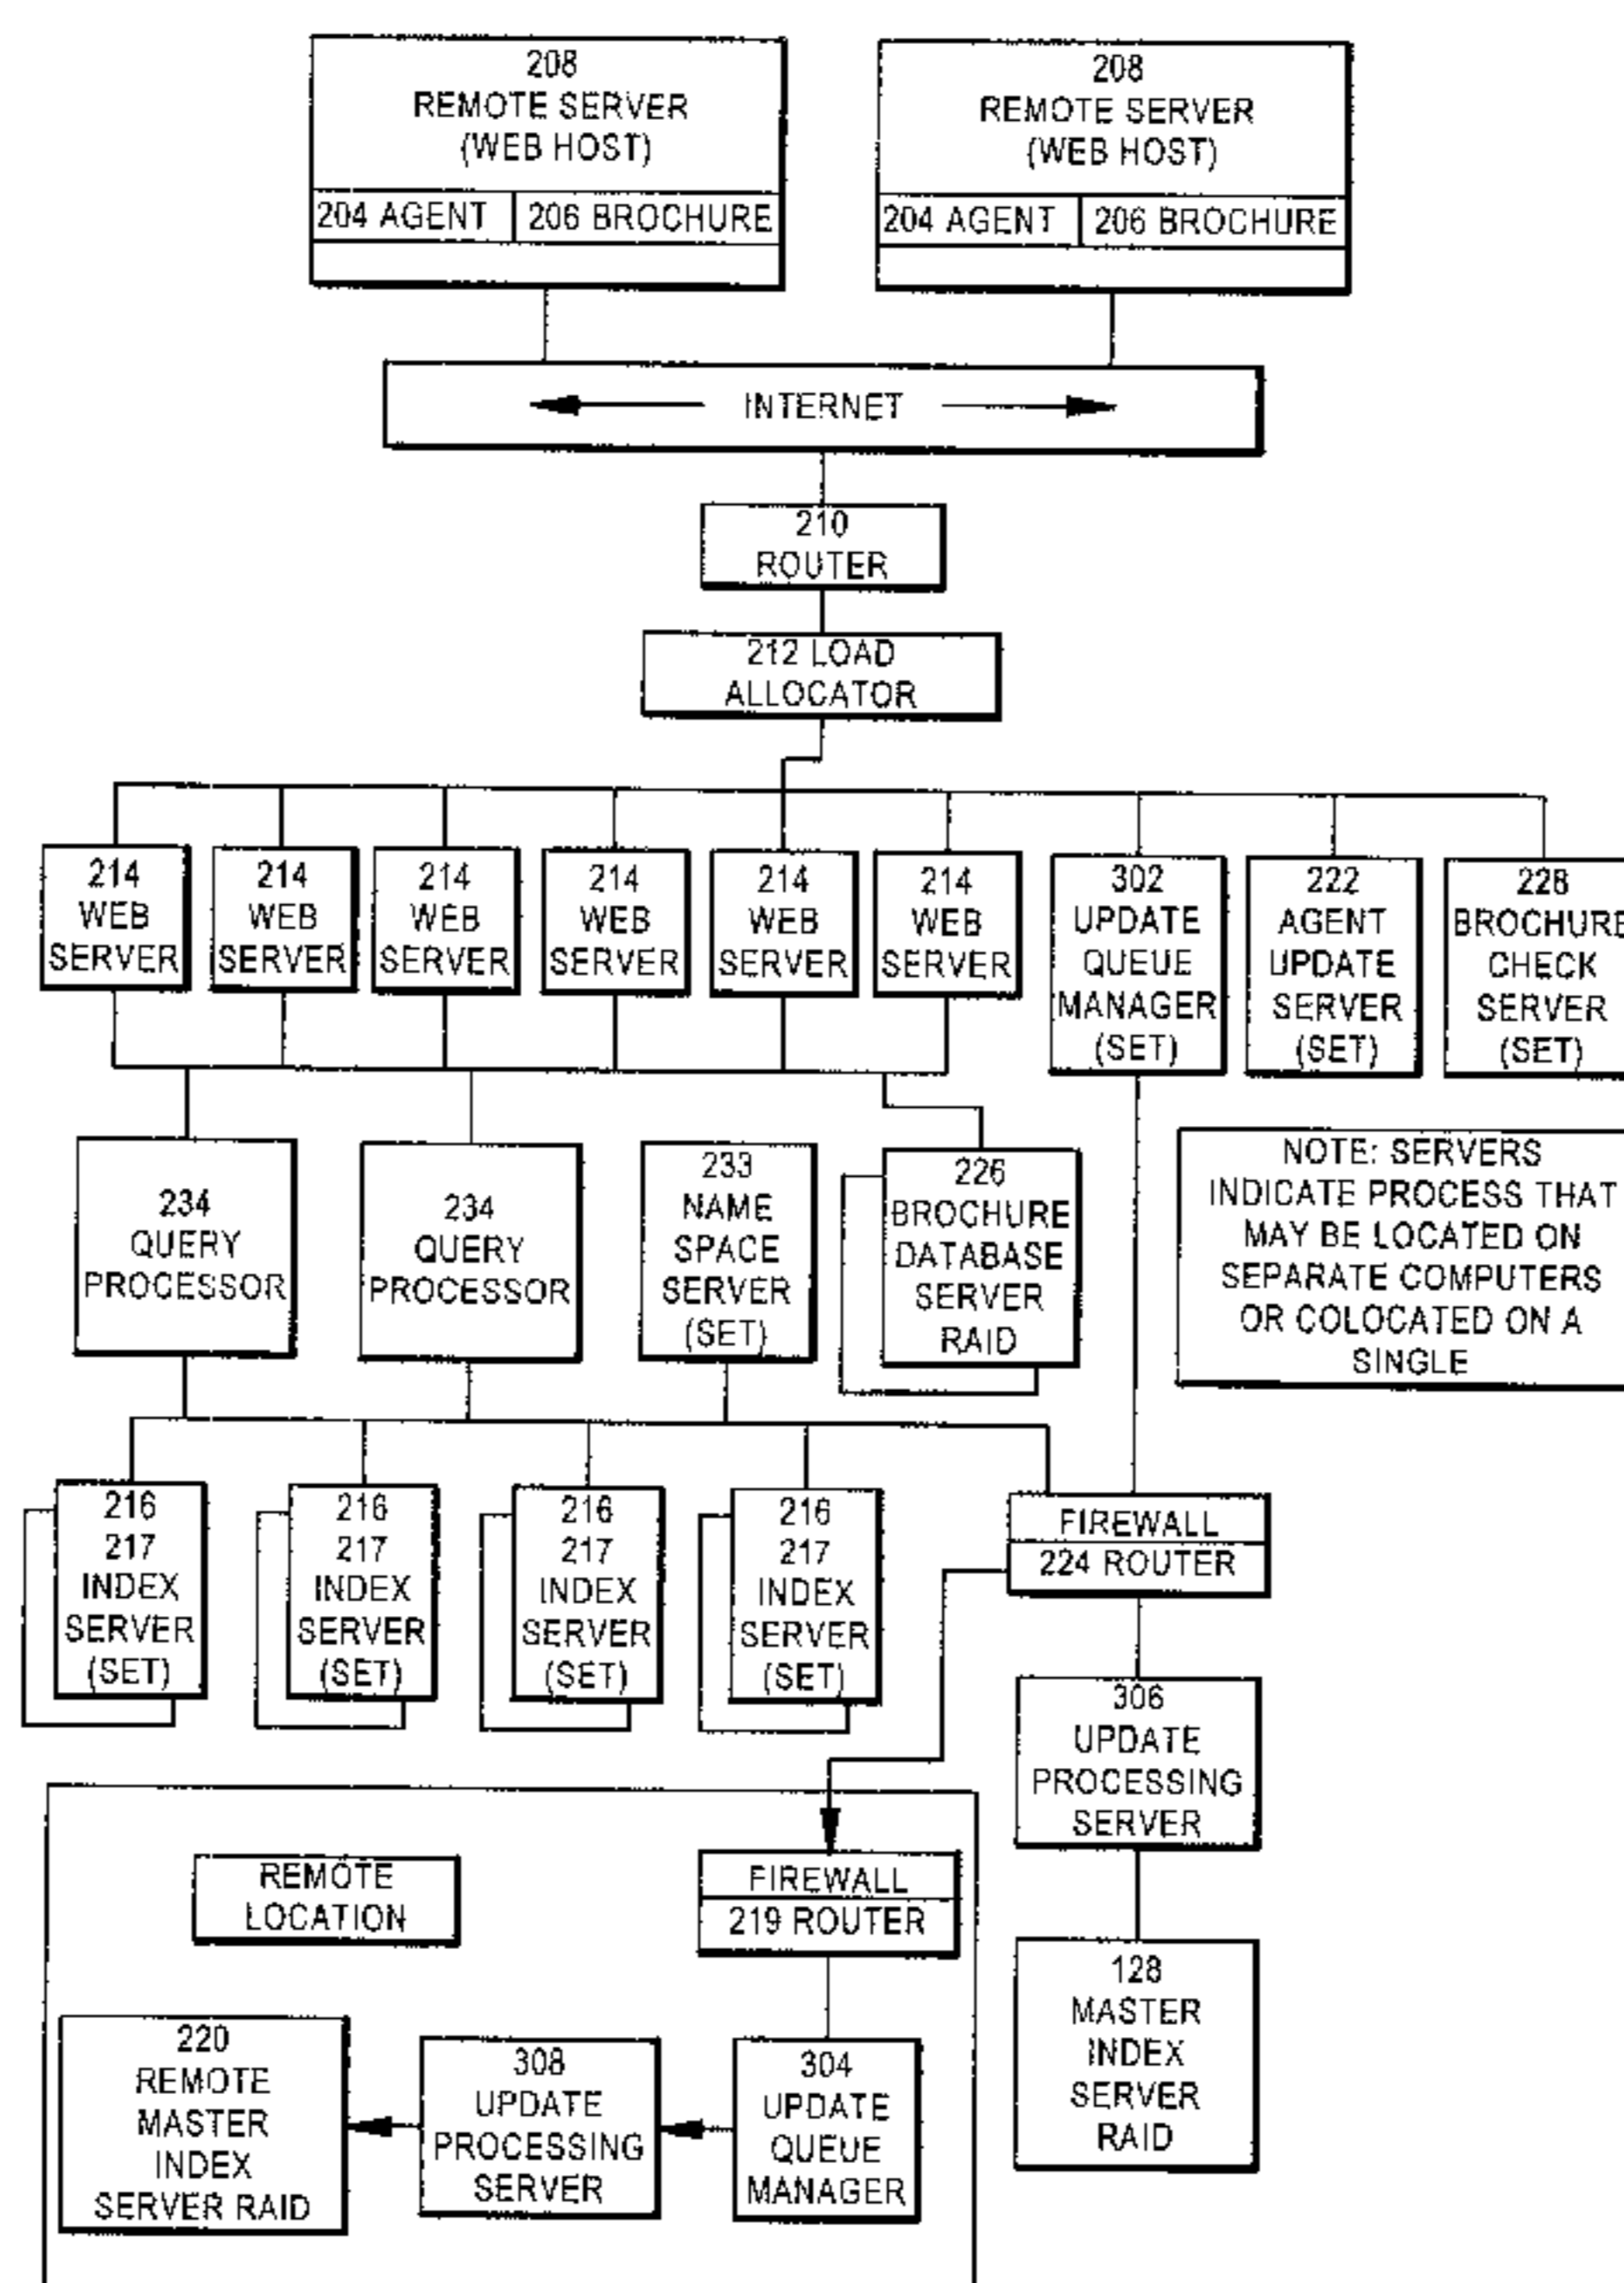 208
REMOTE SERVER
(WEB HOST)
204 AGENT
206 BROCHURE
208
REMOTE SERVER
(WEB HOST)
204 AGENT
206 BROCHURE
INTERNET
210
ROUTER
212 LOAD
ALLOCATOR
214
WEB
SERVER
214
WEB
SERVER
214
WEB
SERVER
214
WEB
SERVER
214
WEB
SERVER
214
WEB
SERVER
302
UPDATE
QUEUE
MANAGER
(SET)
222
AGENT
UPDATE
SERVER
(SET)
228
BROCHURE
CHECK
SERVER
(SET)
234
QUERY
PROCESSOR
234
QUERY
PROCESSOR
233
NAME
SPACE
SERVER
(SET)
226
BROCHURE
DATABASE
SERVER
RAID
NOTE: SERVERS
INDICATE PROCESS THAT
MAY BE LOCATED ON
SEPARATE COMPUTERS
OR COLOCATED ON A
SINGLE
216
217
INDEX
SERVER
(SET)
216
217
INDEX
SERVER
(SET)
216
217
INDEX
SERVER
(SET)
216
217
INDEX
SERVER
(SET)
FIREWALL
224 ROUTER
306
UPDATE
PROCESSING
SERVER
REMOTE
LOCATION
FIREWALL
219 ROUTER
128
MASTER
INDEX
SERVER
RAID
220
REMOTE
MASTER
INDEX
SERVER RAID
308
UPDATE
PROCESSING
SERVER
304
UPDATE
QUEUE
MANAGER